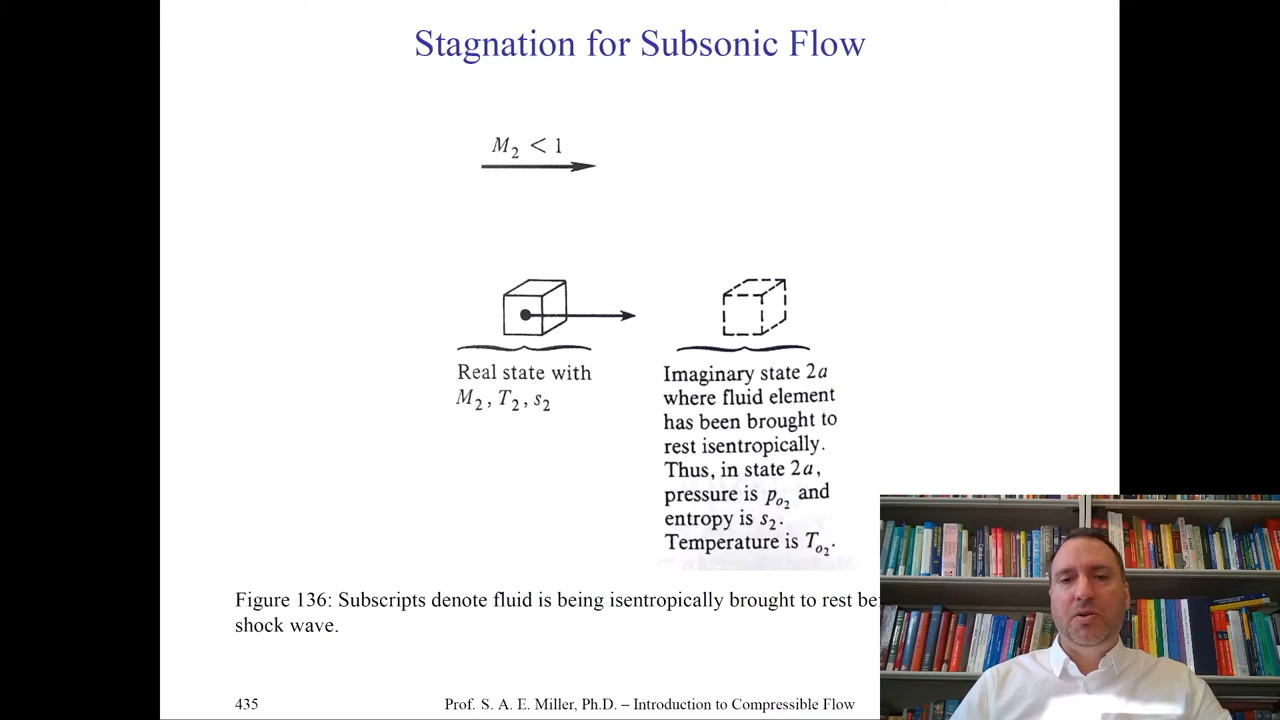 Stagnation for Subsonic Flow
M₂ < 1
Real state with
M₂, T₂, s₂
Imaginary state 2a
where fluid element
has been brought to
rest isentropically.
Thus, in state 2a,
pressure is pₒ₂ and
entropy is s₂.
Temperature is Tₒ₂.
Figure 136: Subscripts denote fluid is being isentropically brought to rest
shock wave.
435
Prof. S. A. E. Miller, Ph.D. – Introduction to Compressible Flow